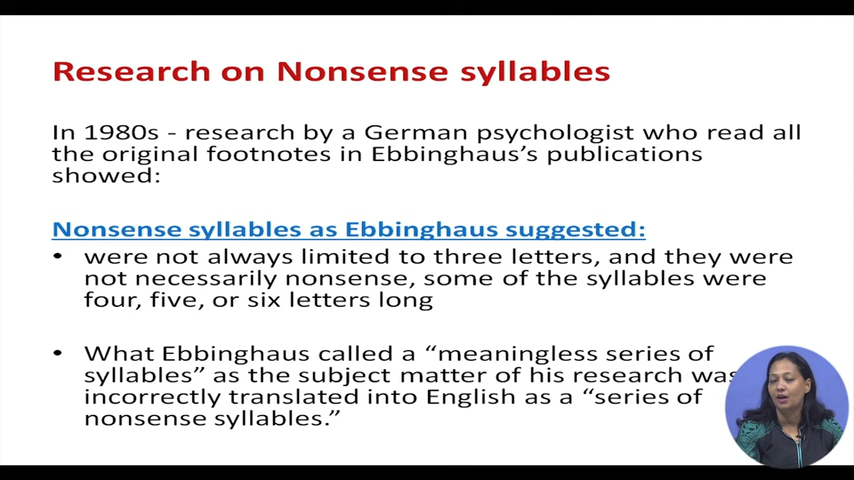 Research on Nonsense syllables
In 1980s - research by a German psychologist who read all
the original footnotes in Ebbinghaus's publications
showed:
Nonsense syllables as Ebbinghaus suggested:
• were not always limited to three letters, and they were
not necessarily nonsense, some of the syllables were
four, five, or six letters long
• What Ebbinghaus called a “meaningless series of
syllables” as the subject matter of his research was
incorrectly translated into English as a “series of
nonsense syllables.”